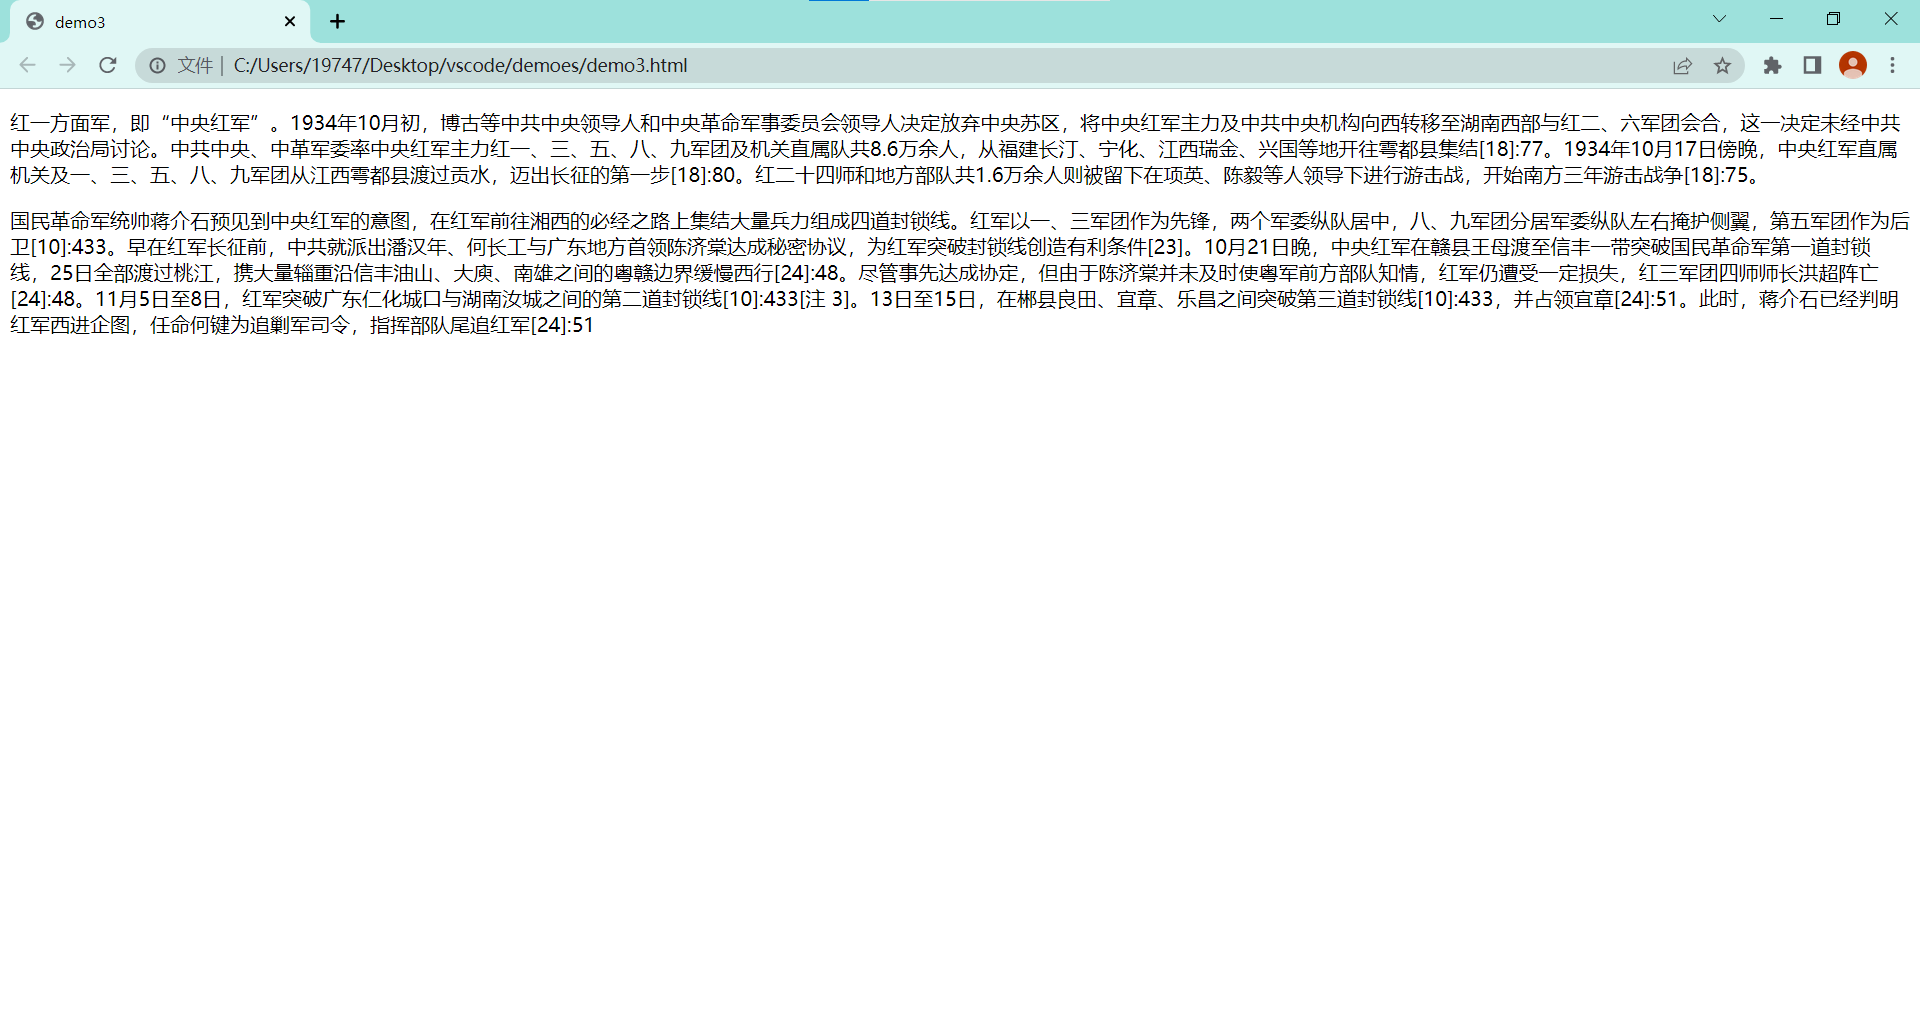 demo3
文件 | C:/Users/19747/Desktop/vscode/demoes/demo3.html
红一方面军，即“中央红军”。1934年10月初，博古等中共中央领导人和中央革命军事委员会领导人决定放弃中央苏区，将中央红军主力及中共中央机构向西转移至湖南西部与红二、六军团会合，这一决定未经中共
中央政治局讨论。中共中央、中革军委率中央红军主力红一、三、五、八、九军团及机关直属队共8.6万余人，从福建长汀、宁化、江西瑞金、兴国等地开往雩都县集结[18]:77。1934年10月17日傍晚，中央红军直属
机关及一、三、五、八、九军团从江西雩都县渡过贡水，迈出长征的第一步[18]:80。红二十四师和地方部队共1.6万余人则被留下在项英、陈毅等人领导下进行游击战，开始南方三年游击战争[18]:75。
国民革命军统帅蒋介石预见到中央红军的意图，在红军前往湘西的必经之路上集结大量兵力组成四道封锁线。红军以一、三军团作为先锋，两个军委纵队居中，八、九军团分居军委纵队左右掩护侧翼，第五军团作为后
卫[10]:433。早在红军长征前，中共就派出潘汉年、何长工与广东地方首领陈济棠达成秘密协议，为红军突破封锁线创造有利条件[23]。10月21日晚，中央红军在赣县王母渡至信丰一带突破国民革命军第一道封锁
线，25日全部渡过桃江，携大量辎重沿信丰油山、大庾、南雄之间的粤赣边界缓慢西行[24]:48。尽管事先达成协定，但由于陈济棠并未及时使粤军前方部队知情，红军仍遭受一定损失，红三军团四师师长洪超阵亡
[24]:48。11月5日至8日，红军突破广东仁化城口与湖南汝城之间的第二道封锁线[10]:433[注 3]。13日至15日，在郴县良田、宜章、乐昌之间突破第三道封锁线[10]:433，并占领宜章[24]:51。此时，蒋介石已经判明
红军西进企图，任命何键为追剿军司令，指挥部队尾追红军[24]:51